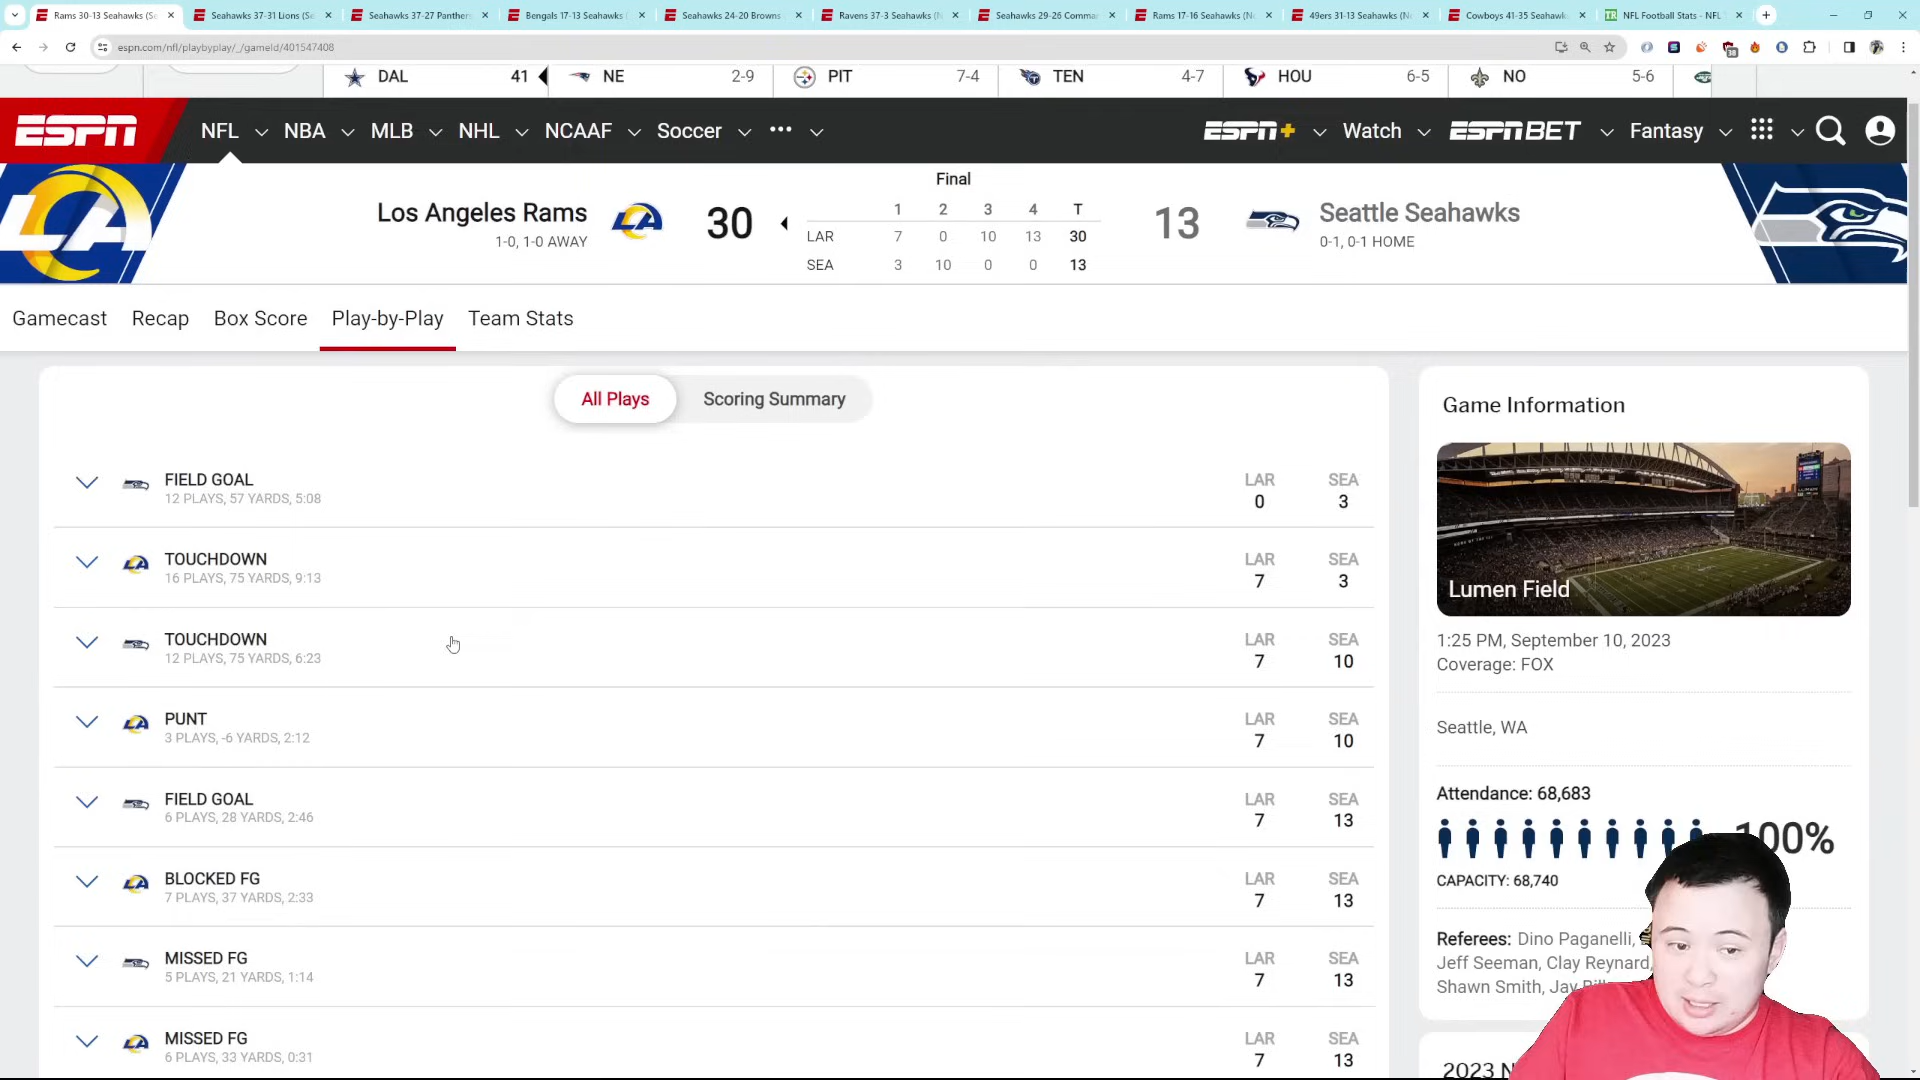 Rams 30-13 Seahawks (Se
Seahawks 37-31 Lions (Se
Seahawks 37-27 Panthers
Bengals 17-13 Seahawks (
Seahawks 24-20 Browns
Ravens 37-3 Seahawks (N
Seahawks 29-26 Comman
Rams 17-16 Seahawks (No
49ers 31-13 Seahawks (No
Cowboys 41-35 Seahawk
NFL Football Stats - NFL
espn.com/nfl/playbyplay/_/gameId/401547408
38
DAL 41 NE 2-9 PIT 7-4 TEN 4-7 HOU 6-5 NO 5-6
ESPN NFL NBA MLB NHL NCAAF Soccer ••• ESPN+ Watch ESPN BET Fantasy
Final
Los Angeles Rams 30
1-0, 1-0 AWAY
1 2 3 4 T
LAR 7 0 10 13 30
SEA 3 10 0 0 13
13 Seattle Seahawks
0-1, 0-1 HOME
Gamecast Recap Box Score Play-by-Play Team Stats
All Plays Scoring Summary
FIELD GOAL LAR SEA
12 PLAYS, 57 YARDS, 5:08 0 3
TOUCHDOWN LAR SEA
16 PLAYS, 75 YARDS, 9:13 7 3
TOUCHDOWN LAR SEA
12 PLAYS, 75 YARDS, 6:23 7 10
PUNT LAR SEA
3 PLAYS, -6 YARDS, 2:12 7 10
FIELD GOAL LAR SEA
6 PLAYS, 28 YARDS, 2:46 7 13
BLOCKED FG LAR SEA
7 PLAYS, 37 YARDS, 2:33 7 13
MISSED FG LAR SEA
5 PLAYS, 21 YARDS, 1:14 7 13
MISSED FG LAR SEA
6 PLAYS, 33 YARDS, 0:31 7 13
Game Information
Lumen Field
1:25 PM, September 10, 2023
Coverage: FOX
Seattle, WA
Attendance: 68,683
100%
CAPACITY: 68,740
Referees: Dino Paganelli,
Jeff Seeman, Clay Reynard,
Shawn Smith, Jay
2023 N